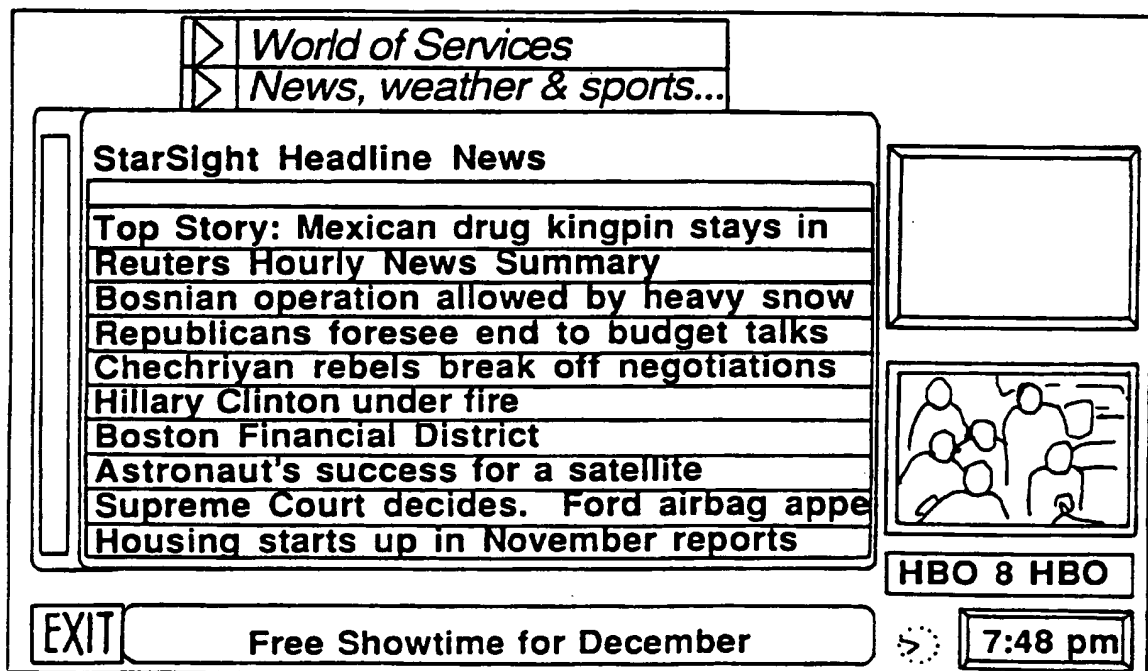 World of Services
News, weather & sports...
StarSight Headline News
Top Story: Mexican drug kingpin stays in
Reuters Hourly News Summary
Bosnian operation allowed by heavy snow
Republicans foresee end to budget talks
Chechriyan rebels break off negotiations
Hillary Clinton under fire
Boston Financial District
Astronaut's success for a satellite
Supreme Court decides. Ford airbag appe
Housing starts up in November reports
HBO 8 HBO
EXIT
Free Showtime for December
7:48 pm